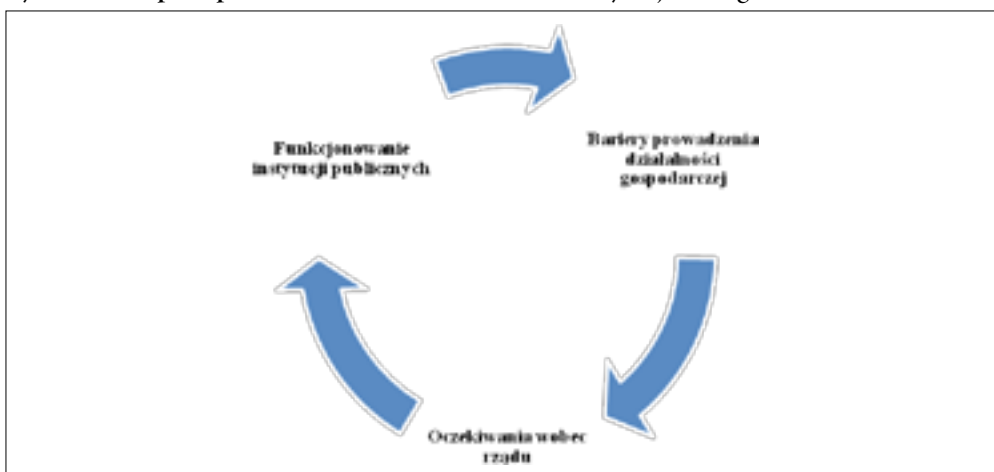 Funkcjonowanie
instytucji publicznych
Bariery prowadzenia
działalności
gospodarczej
Oczekiwania wobec
rządu